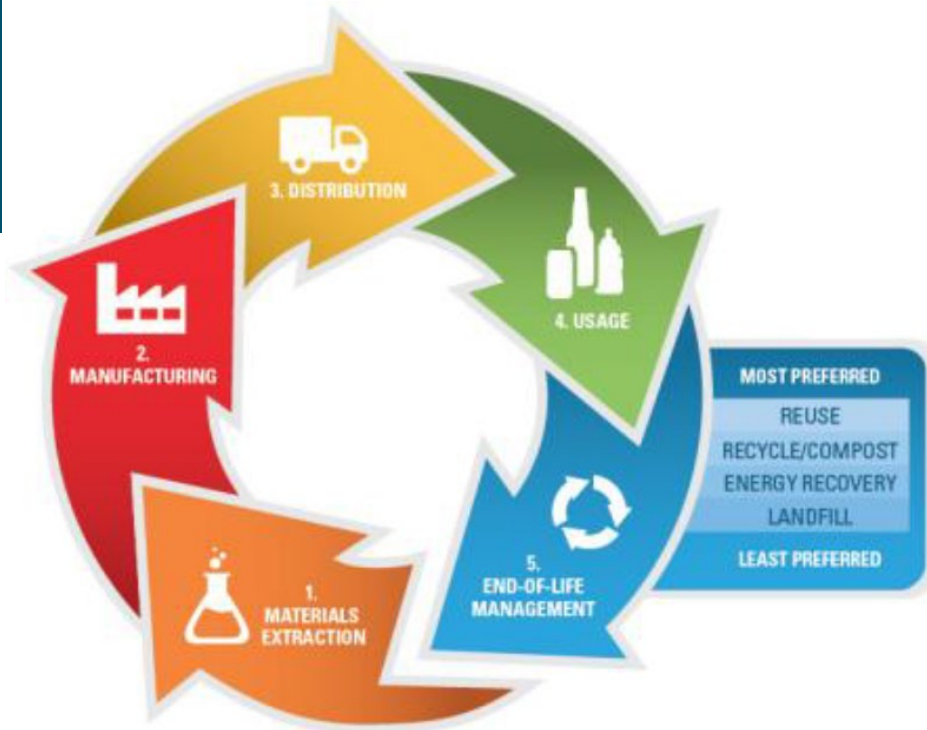 3. DISTRIBUTION
4. USAGE
2.
MANUFACTURING
MOST PREFERRED
REUSE
RECYCLE/COMPOST
ENERGY RECOVERY
LANDFILL
LEAST PREFERRED
5.
END-OF-LIFE
MANAGEMENT
1.
MATERIALS
EXTRACTION